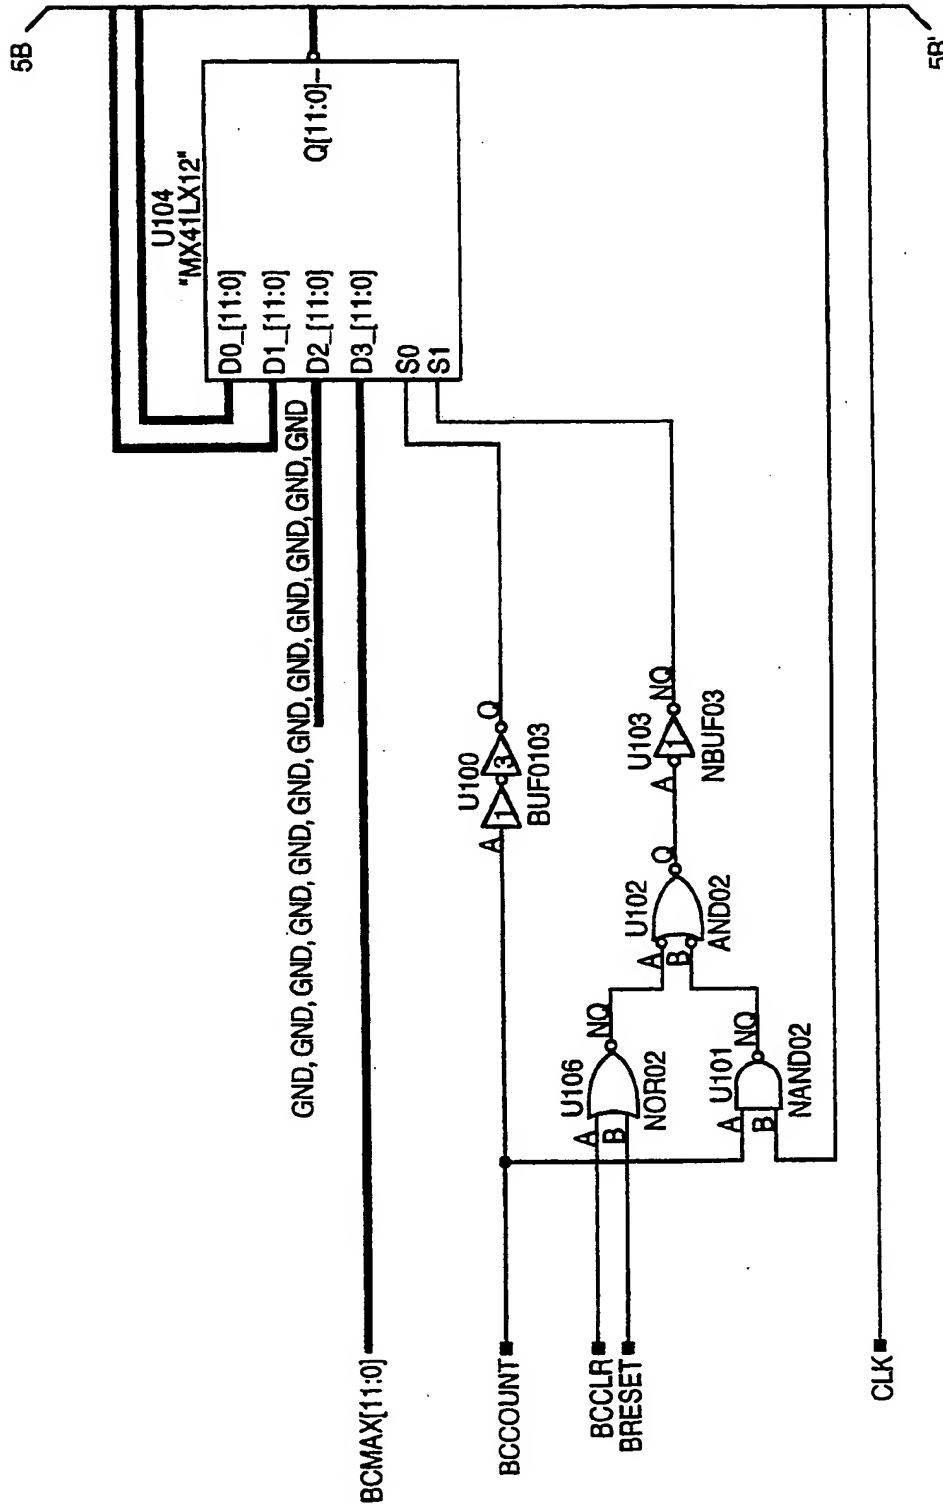 5B
U104
"MX41LX12"
D0_[11:0]
D1_[11:0]
D2_[11:0]
D3_[11:0]
S0
S1
Q[11:0]-
GND, GND, GND, GND, GND, GND, GND, GND, GND, GND, GND, GND
BCMAX[11:0]
BCCOUNT
U100
A
1
3
Q
BUF0103
BCCLR
BRESET
U106
A
B
NQ
NOR02
U101
A
B
NQ
NAND02
U102
A
B
Q
AND02
U103
A
1
NQ
NBUF03
CLK
5B'